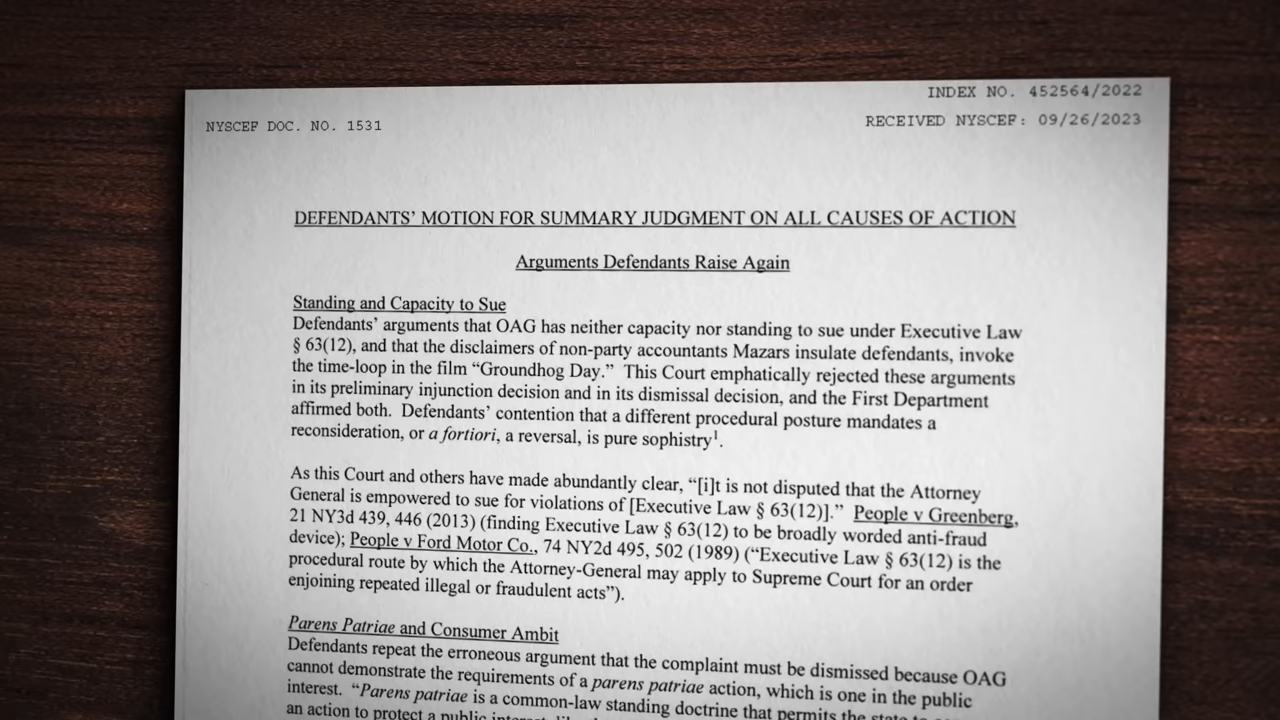 INDEX NO. 452564/2022
NYSCEF DOC. NO. 1531
RECEIVED NYSCEF: 09/26/2023
DEFENDANTS’ MOTION FOR SUMMARY JUDGMENT ON ALL CAUSES OF ACTION
Arguments Defendants Raise Again
Standing and Capacity to Sue
Defendants’ arguments that OAG has neither capacity nor standing to sue under Executive Law
§ 63(12), and that the disclaimers of non-party accountants Mazars insulate defendants, invoke
the time-loop in the film “Groundhog Day.” This Court emphatically rejected these arguments
in its preliminary injunction decision and in its dismissal decision, and the First Department
affirmed both. Defendants’ contention that a different procedural posture mandates a
reconsideration, or a fortiori, a reversal, is pure sophistry¹.
As this Court and others have made abundantly clear, “[i]t is not disputed that the Attorney
General is empowered to sue for violations of [Executive Law § 63(12)].” People v Greenberg,
21 NY3d 439, 446 (2013) (finding Executive Law § 63(12) to be broadly worded anti-fraud
device); People v Ford Motor Co., 74 NY2d 495, 502 (1989) (“Executive Law § 63(12) is the
procedural route by which the Attorney-General may apply to Supreme Court for an order
enjoining repeated illegal or fraudulent acts”).
Parens Patriae and Consumer Ambit
Defendants repeat the erroneous argument that the complaint must be dismissed because OAG
cannot demonstrate the requirements of a parens patriae action, which is one in the public
interest. “Parens patriae is a common-law standing doctrine that permits the state to
an action to protect a public